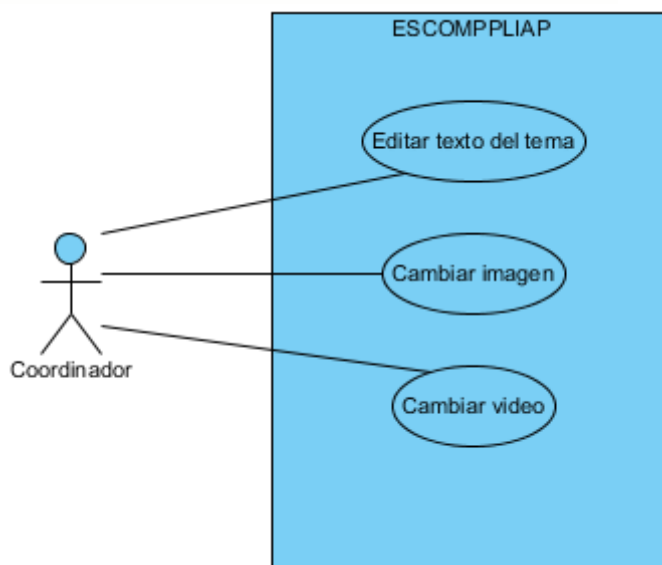 ESCOMPPLIAP
Editar texto del tema
Cambiar imagen
Coordinador
Cambiar video